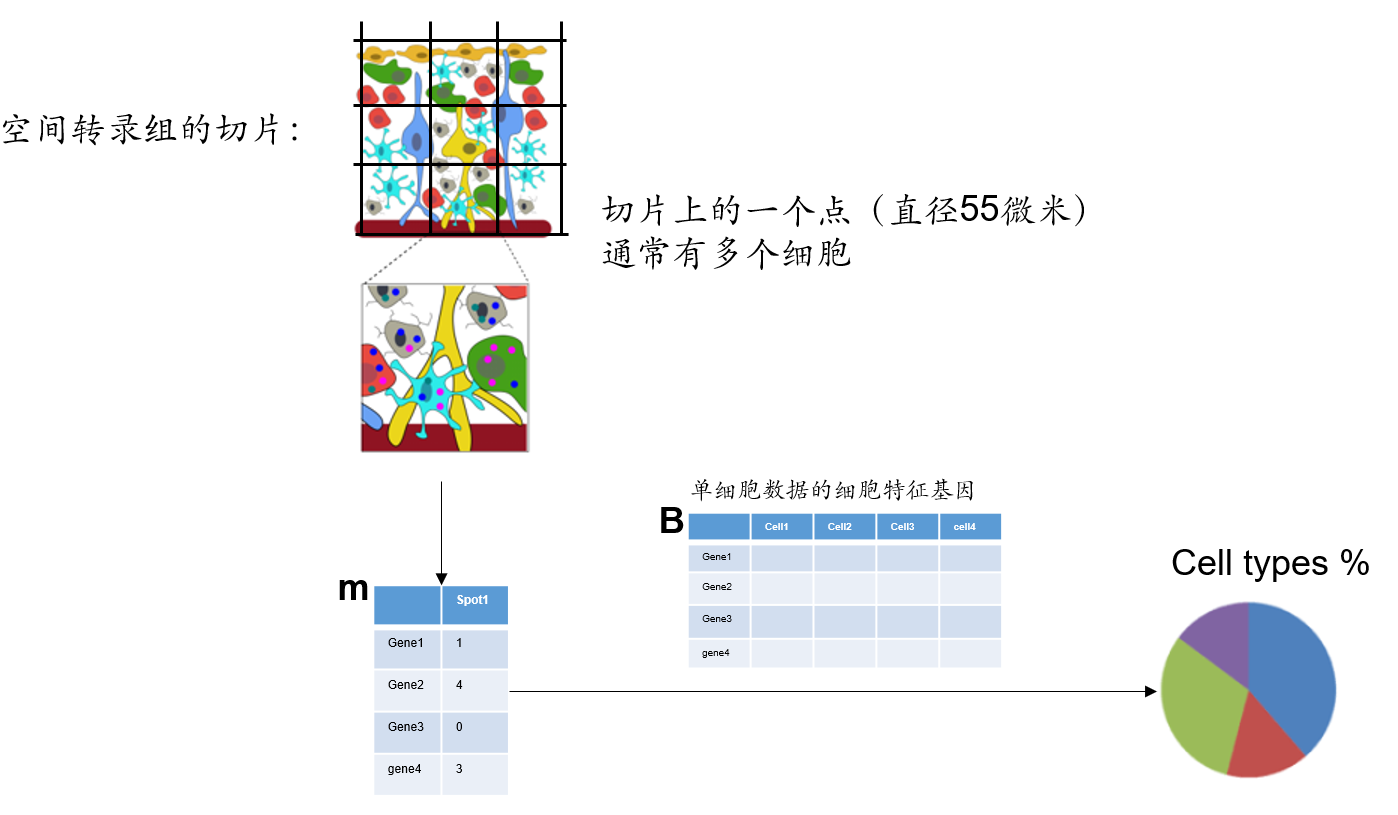 空间转录组的切片：
切片上的一个点（直径55微米）
通常有多个细胞
单细胞数据的细胞特征基因
B
Cell1 Cell2 Cell3 cell4
Gene1
Gene2
Gene3
gene4
Cell types %
m
Spot1
Gene1 1
Gene2 4
Gene3 0
gene4 3